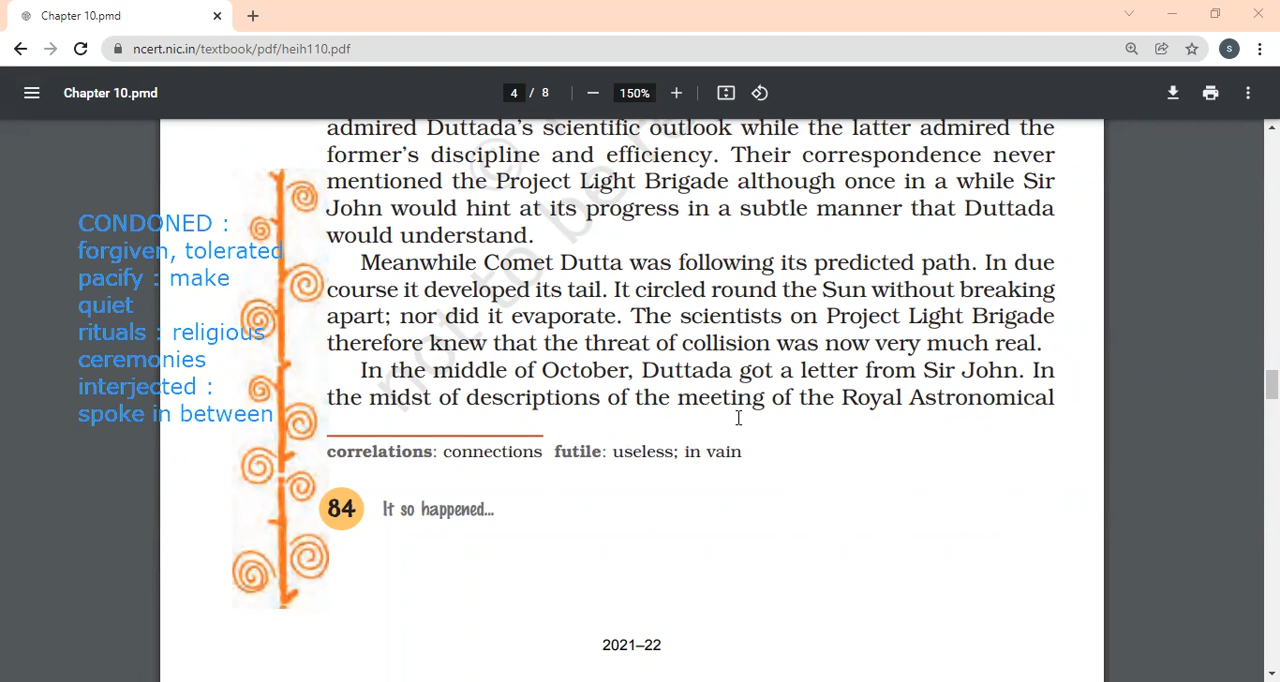 Chapter 10.pmd
ncert.nic.in/textbook/pdf/heih110.pdf
S
Chapter 10.pmd
4 / 8
150%
admired Duttada's scientific outlook while the latter admired the
former's discipline and efficiency. Their correspondence never
mentioned the Project Light Brigade although once in a while Sir
John would hint at its progress in a subtle manner that Duttada
would understand.
Meanwhile Comet Dutta was following its predicted path. In due
course it developed its tail. It circled round the Sun without breaking
apart; nor did it evaporate. The scientists on Project Light Brigade
therefore knew that the threat of collision was now very much real.
In the middle of October, Duttada got a letter from Sir John. In
the midst of descriptions of the meeting of the Royal Astronomical
CONDONED :
forgiven, tolerated
pacify : make
quiet
rituals : religious
ceremonies
interjected :
spoke in between
correlations: connections futile: useless; in vain
84 It so happened...
2021–22
©
not to be